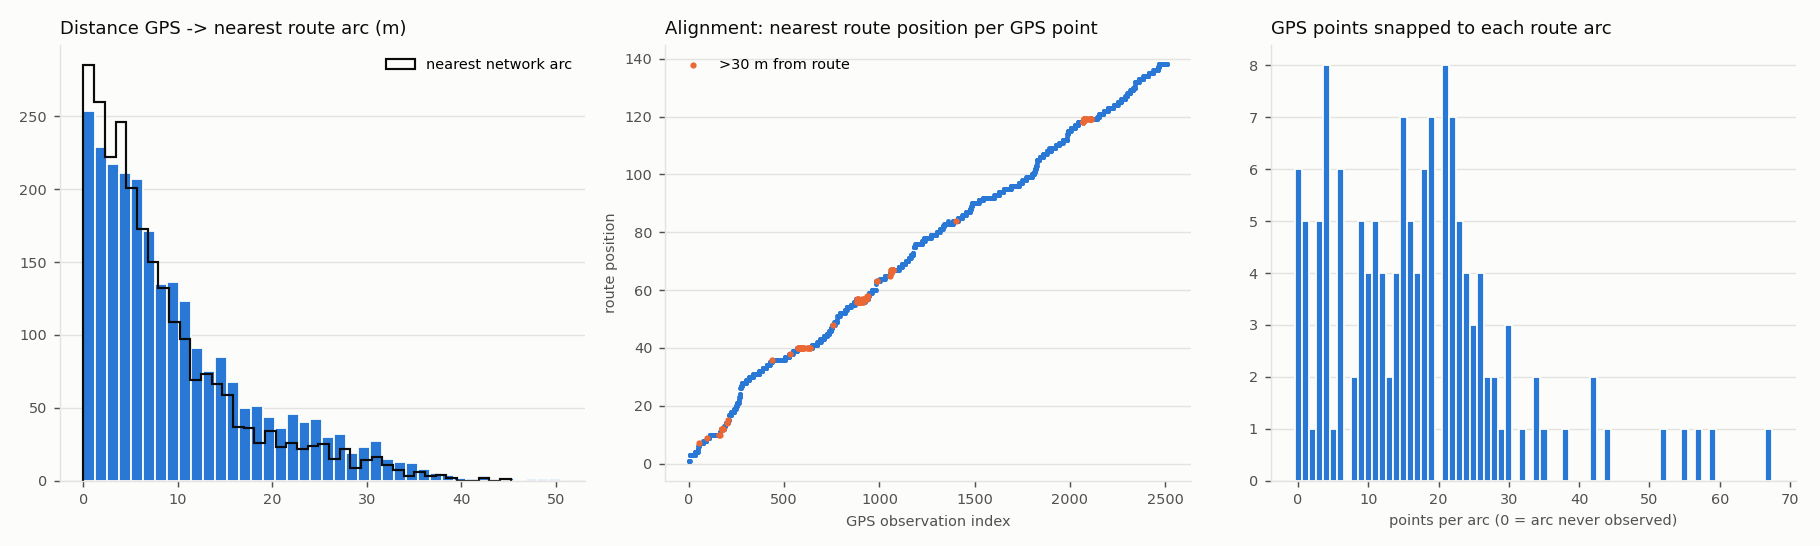 Distance GPS -> nearest route arc (m)
nearest network arc
250
200
150
100
50
0
0 10 20 30 40 50
Alignment: nearest route position per GPS point
>30 m from route
route position
140
120
100
80
60
40
20
0
0 500 1000 1500 2000 2500
GPS observation index
GPS points snapped to each route arc
8
7
6
5
4
3
2
1
0
0 10 20 30 40 50 60 70
points per arc (0 = arc never observed)